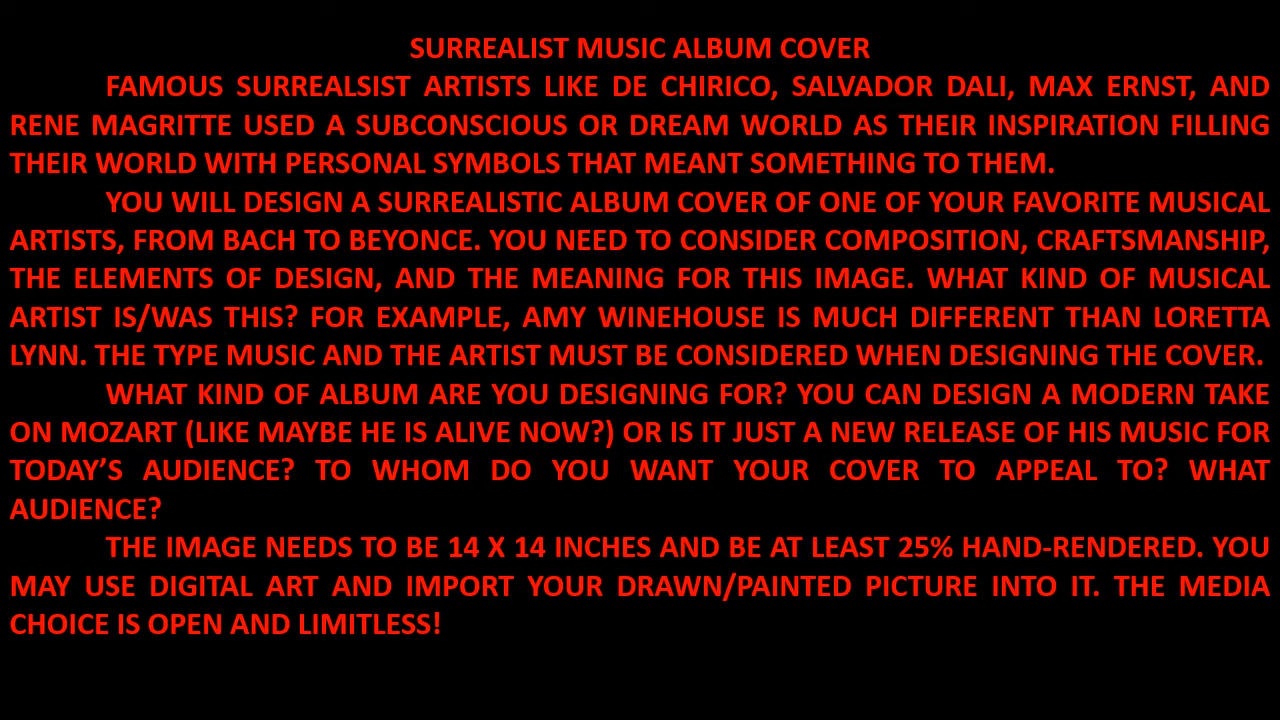 SURREALIST MUSIC ALBUM COVER
FAMOUS SURREALSIST ARTISTS LIKE DE CHIRICO, SALVADOR DALI, MAX ERNST, AND
RENE MAGRITTE USED A SUBCONSCIOUS OR DREAM WORLD AS THEIR INSPIRATION FILLING
THEIR WORLD WITH PERSONAL SYMBOLS THAT MEANT SOMETHING TO THEM.
YOU WILL DESIGN A SURREALISTIC ALBUM COVER OF ONE OF YOUR FAVORITE MUSICAL
ARTISTS, FROM BACH TO BEYONCE. YOU NEED TO CONSIDER COMPOSITION, CRAFTSMANSHIP,
THE ELEMENTS OF DESIGN, AND THE MEANING FOR THIS IMAGE. WHAT KIND OF MUSICAL
ARTIST IS/WAS THIS? FOR EXAMPLE, AMY WINEHOUSE IS MUCH DIFFERENT THAN LORETTA
LYNN. THE TYPE MUSIC AND THE ARTIST MUST BE CONSIDERED WHEN DESIGNING THE COVER.
WHAT KIND OF ALBUM ARE YOU DESIGNING FOR? YOU CAN DESIGN A MODERN TAKE
ON MOZART (LIKE MAYBE HE IS ALIVE NOW?) OR IS IT JUST A NEW RELEASE OF HIS MUSIC FOR
TODAY'S AUDIENCE? TO WHOM DO YOU WANT YOUR COVER TO APPEAL TO? WHAT
AUDIENCE?
THE IMAGE NEEDS TO BE 14 X 14 INCHES AND BE AT LEAST 25% HAND-RENDERED. YOU
MAY USE DIGITAL ART AND IMPORT YOUR DRAWN/PAINTED PICTURE INTO IT. THE MEDIA
CHOICE IS OPEN AND LIMITLESS!